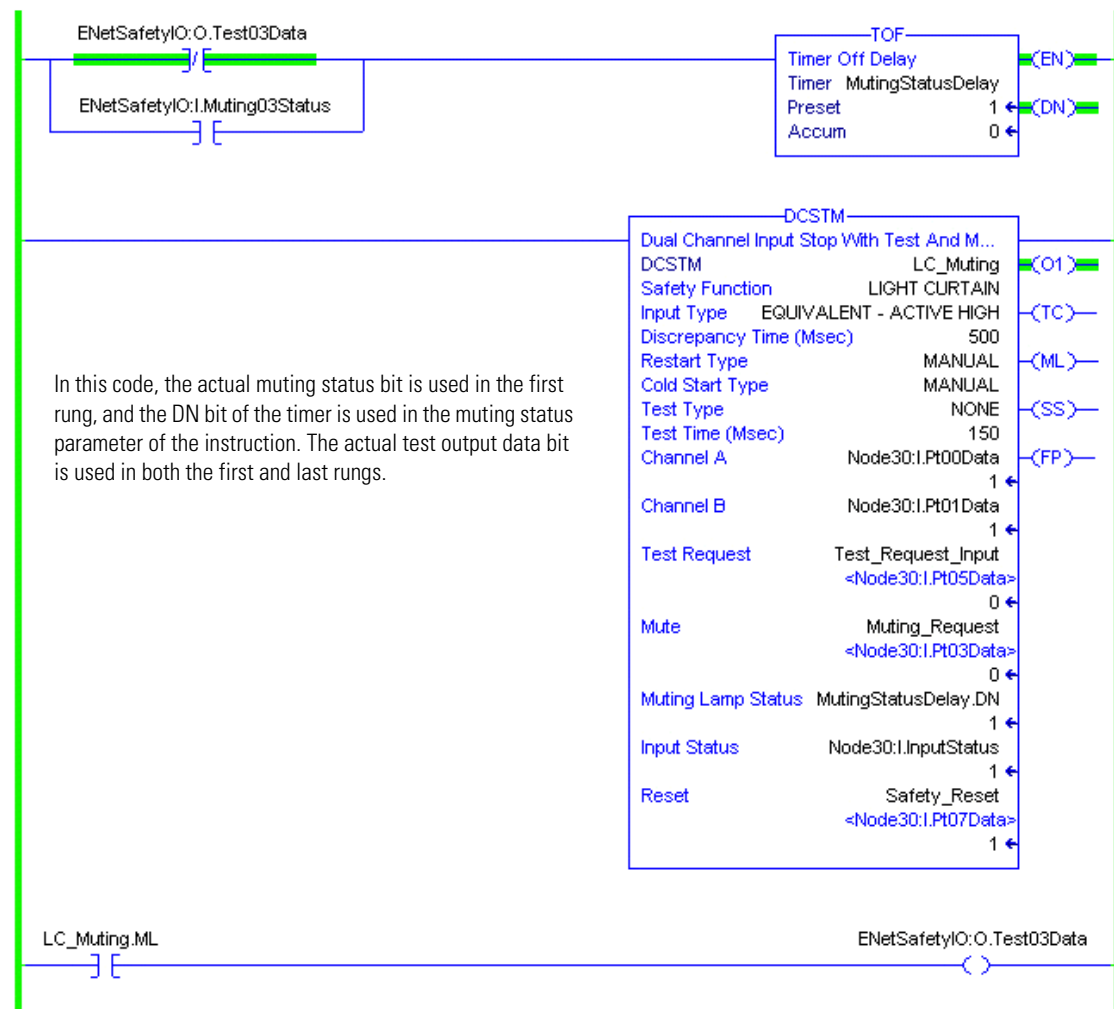 ENetSafetyIO:O.Test03Data
ENetSafetyIO:I.Muting03Status
TOF
Timer Off Delay
Timer MutingStatusDelay
Preset 1
Accum 0
(EN)
(DN)
DCSTM
Dual Channel Input Stop With Test And M...
DCSTM LC_Muting
Safety Function LIGHT CURTAIN
Input Type EQUIVALENT - ACTIVE HIGH
Discrepancy Time (Msec) 500
Restart Type MANUAL
Cold Start Type MANUAL
Test Type NONE
Test Time (Msec) 150
Channel A Node30:I.Pt00Data
1
Channel B Node30:I.Pt01Data
1
Test Request Test_Request_Input
<Node30:I.Pt05Data>
0
Mute Muting_Request
<Node30:I.Pt03Data>
0
Muting Lamp Status MutingStatusDelay.DN
1
Input Status Node30:I.InputStatus
1
Reset Safety_Reset
<Node30:I.Pt07Data>
1
(O1)
(TC)
(ML)
(SS)
(FP)
In this code, the actual muting status bit is used in the first
rung, and the DN bit of the timer is used in the muting status
parameter of the instruction. The actual test output data bit
is used in both the first and last rungs.
LC_Muting.ML
ENetSafetyIO:O.Test03Data